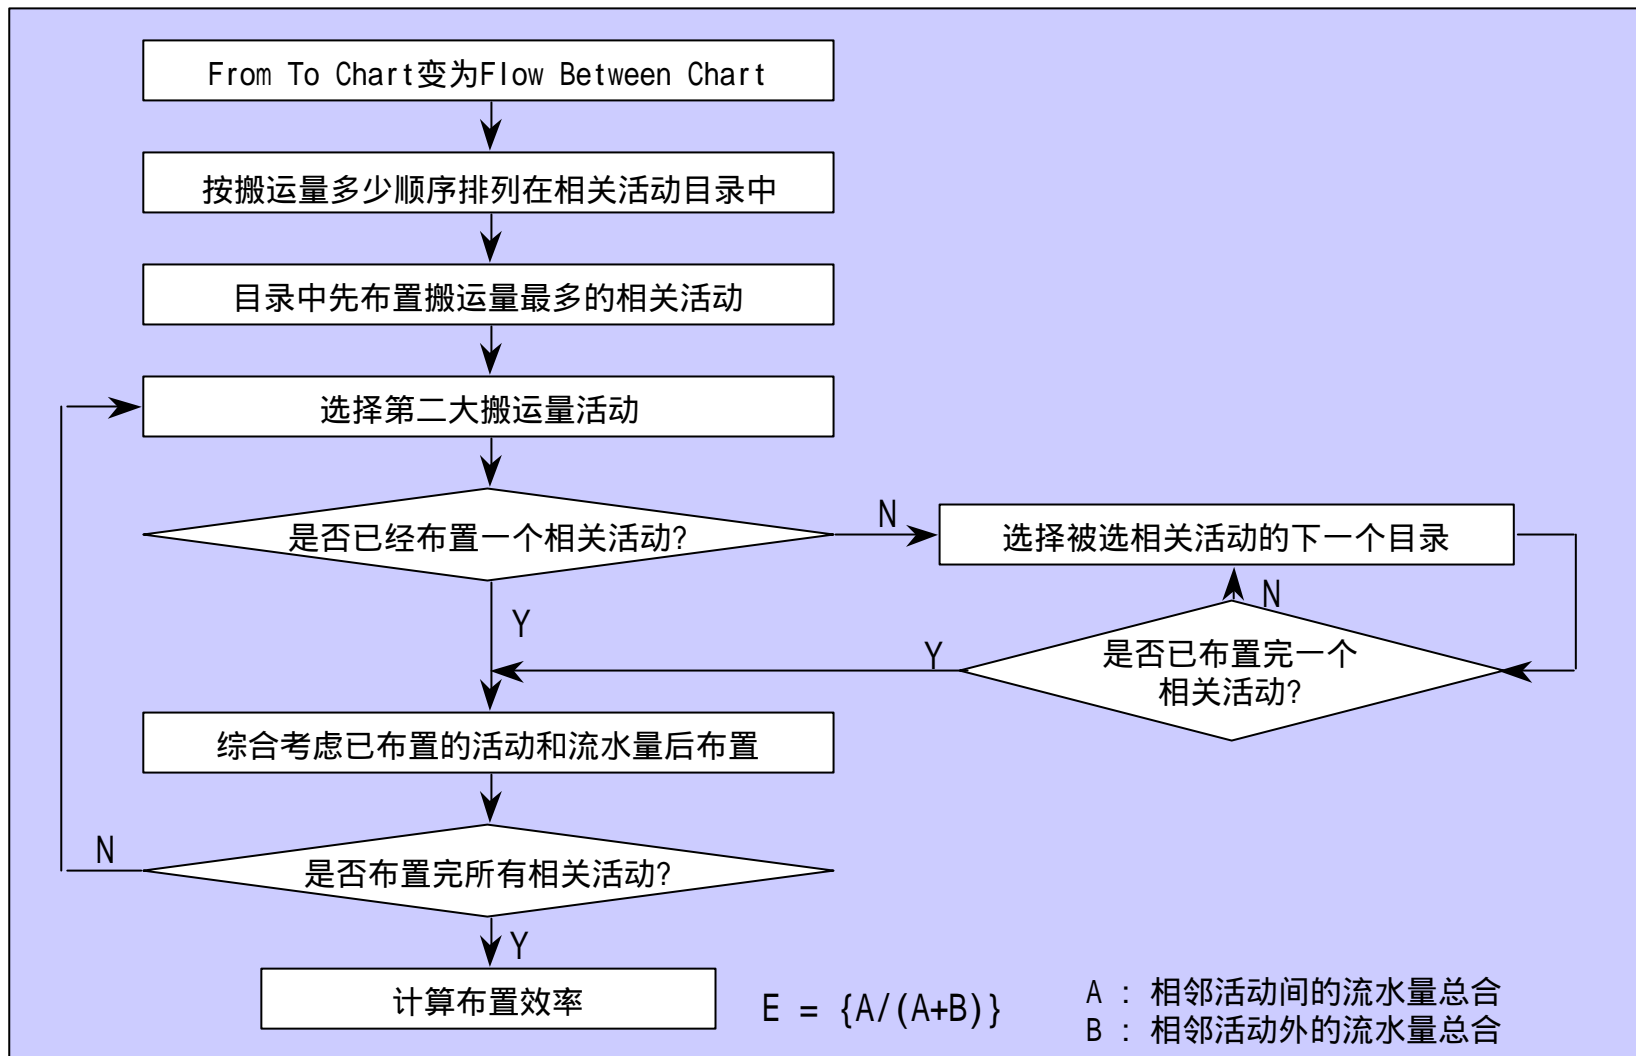 From To Chart变为Flow Between Chart
按搬运量多少顺序排列在相关活动目录中
目录中先布置搬运量最多的相关活动
选择第二大搬运量活动
是否已经布置一个相关活动?
N
选择被选相关活动的下一个目录
N
Y
是否已布置完一个
相关活动?
Y
综合考虑已布置的活动和流水量后布置
N
是否布置完所有相关活动?
Y
计算布置效率
E = {A/(A+B)}
A : 相邻活动间的流水量总合
B : 相邻活动外的流水量总合